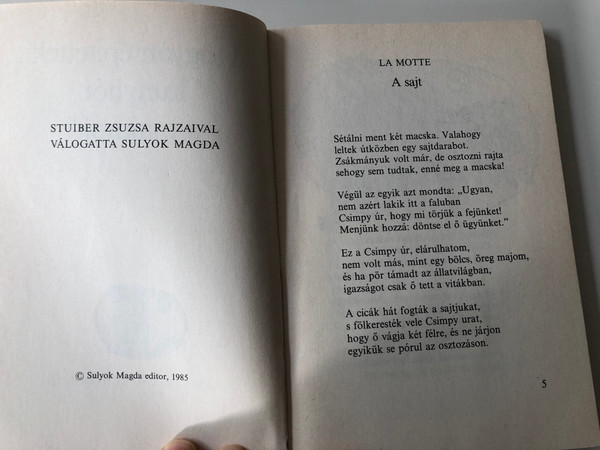 STUIBER ZSUZSA RAJZAIVAL
VÁLOGATTA SULYOK MAGDA
© Sulyok Magda editor, 1985
LA MOTTE
A sajt
Sétálni ment két macska. Valahogy
leltek útközben egy sajtdarabot.
Zsákmányuk volt már, de osztozni rajta
sehogy sem tudtak, enné meg a macska!
Végül az egyik azt mondta: „Ugyan,
nem azért lakik itt a faluban
Csimpy úr, hogy mi törjük a fejünket!
Menjünk hozzá: döntse el ő ügyünket.”
Ez a Csimpy úr, elárulhatom,
nem volt más, mint egy bölcs, öreg majom,
és ha pör támadt az állatvilágban,
igazságot csak ő tett a vitákban.
A cicák hát fogták a sajtjukat,
s fölkeresték vele Csimpy urat,
hogy ő vágja két félre, és ne járjon
egyikük se pórul az osztozáson.
5